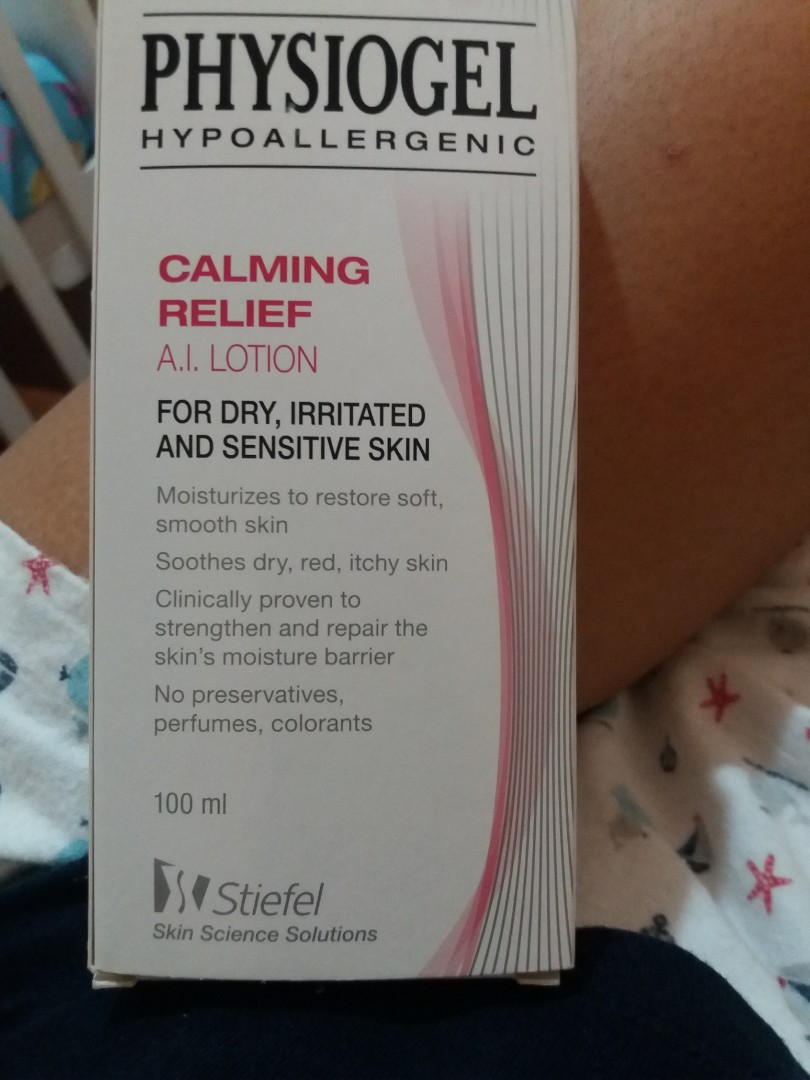 PHYSIOGEL
HYPOALLERGENIC
CALMING
RELIEF
A.I. LOTION
FOR DRY, IRRITATED
AND SENSITIVE SKIN
Moisturizes to restore soft,
smooth skin
Soothes dry, red, itchy skin
Clinically proven to
strengthen and repair the
skin's moisture barrier
No preservatives,
perfumes, colorants
100 ml
Stiefel
Skin Science Solutions